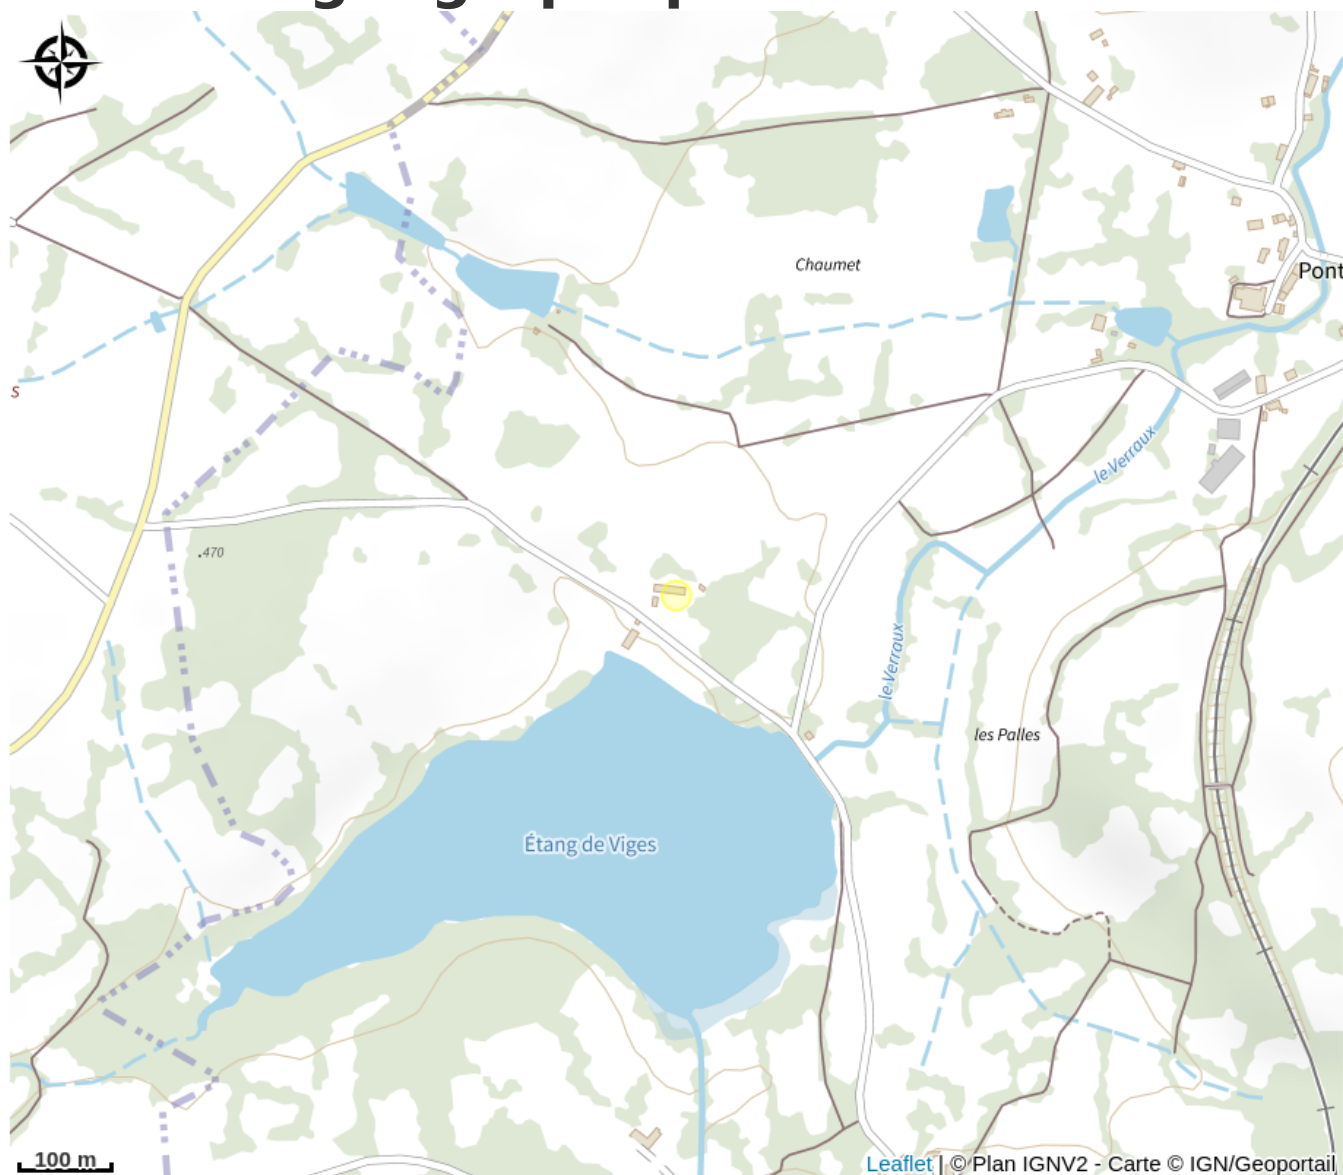 Chaumet
Pont
s
le Verraux
.470
le Verraux
les Palles
Étang de Viges
100 m
Leaflet | © Plan IGNV2 - Carte © IGN/Geoportail